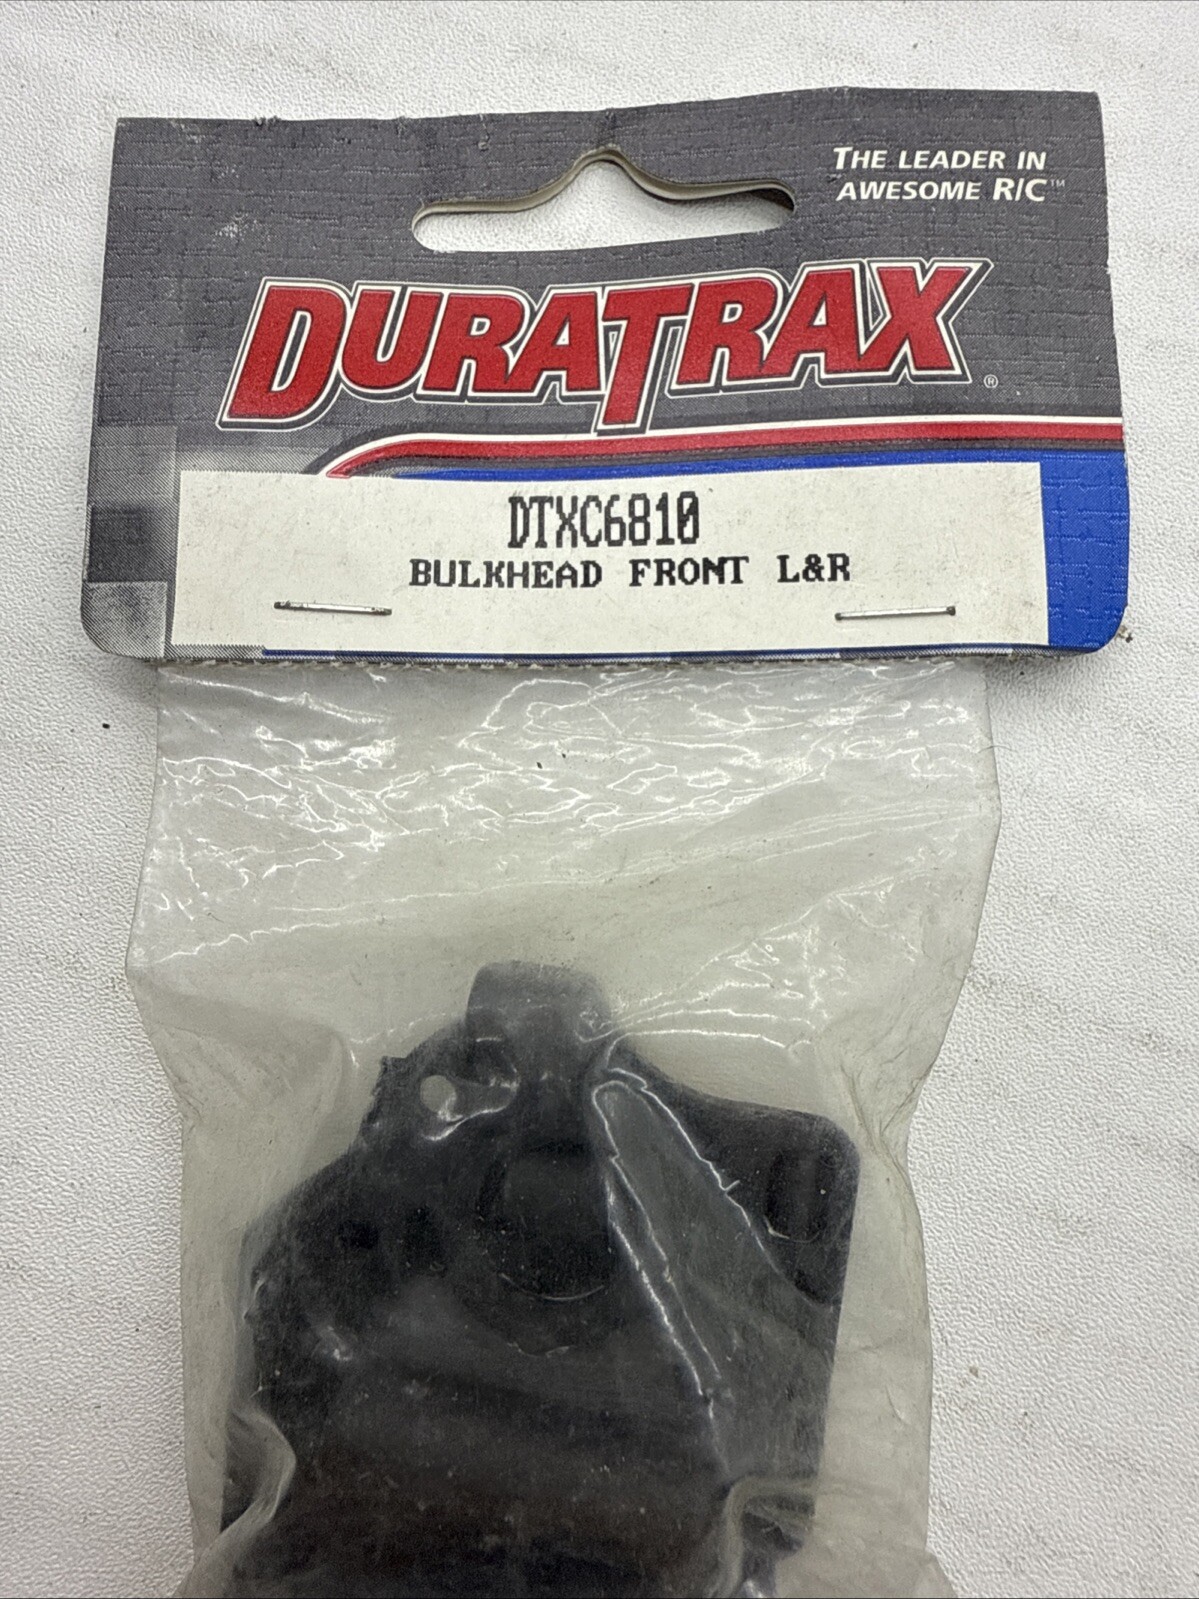 THE LEADER IN
AWESOME R/C™
DURATRAX®
DTXC6810
BULKHEAD FRONT L&R